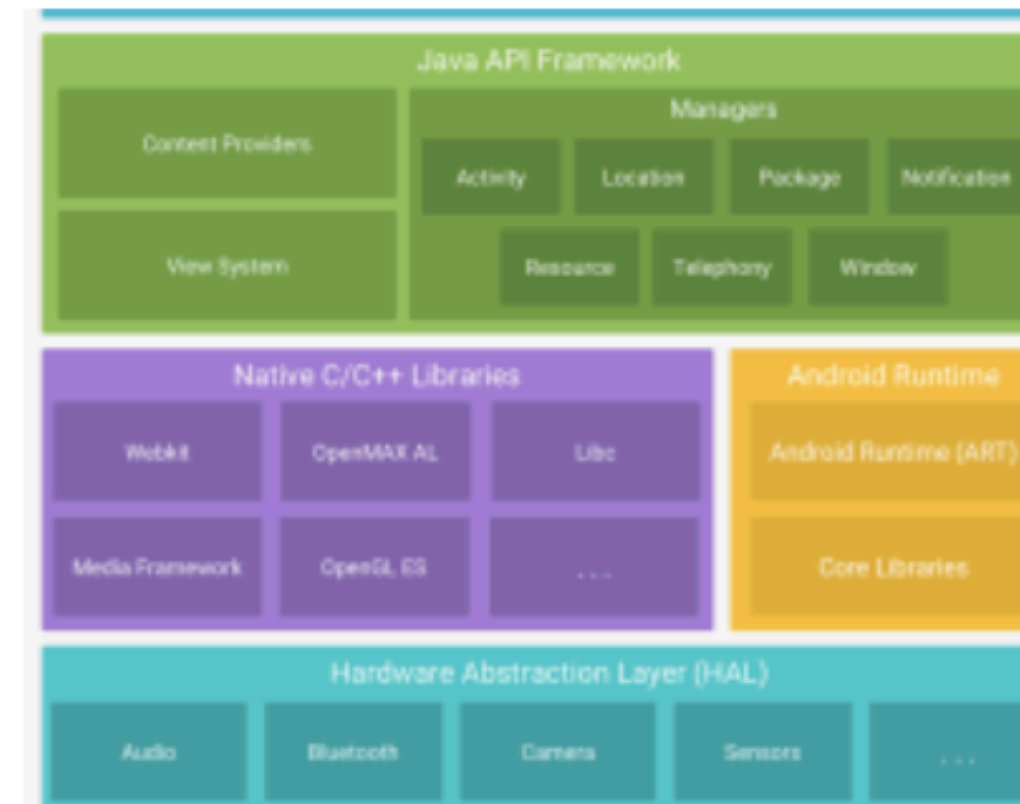 Java API Framework
Content Providers
View System
Managers
Activity Location Package Notification
Resource Telephony Window
Native C/C++ Libraries
Webkit OpenMAX AL Libc
Media Framework OpenGL ES ...
Android Runtime
Android Runtime (ART)
Core Libraries
Hardware Abstraction Layer (HAL)
Audio Bluetooth Camera Sensors ...